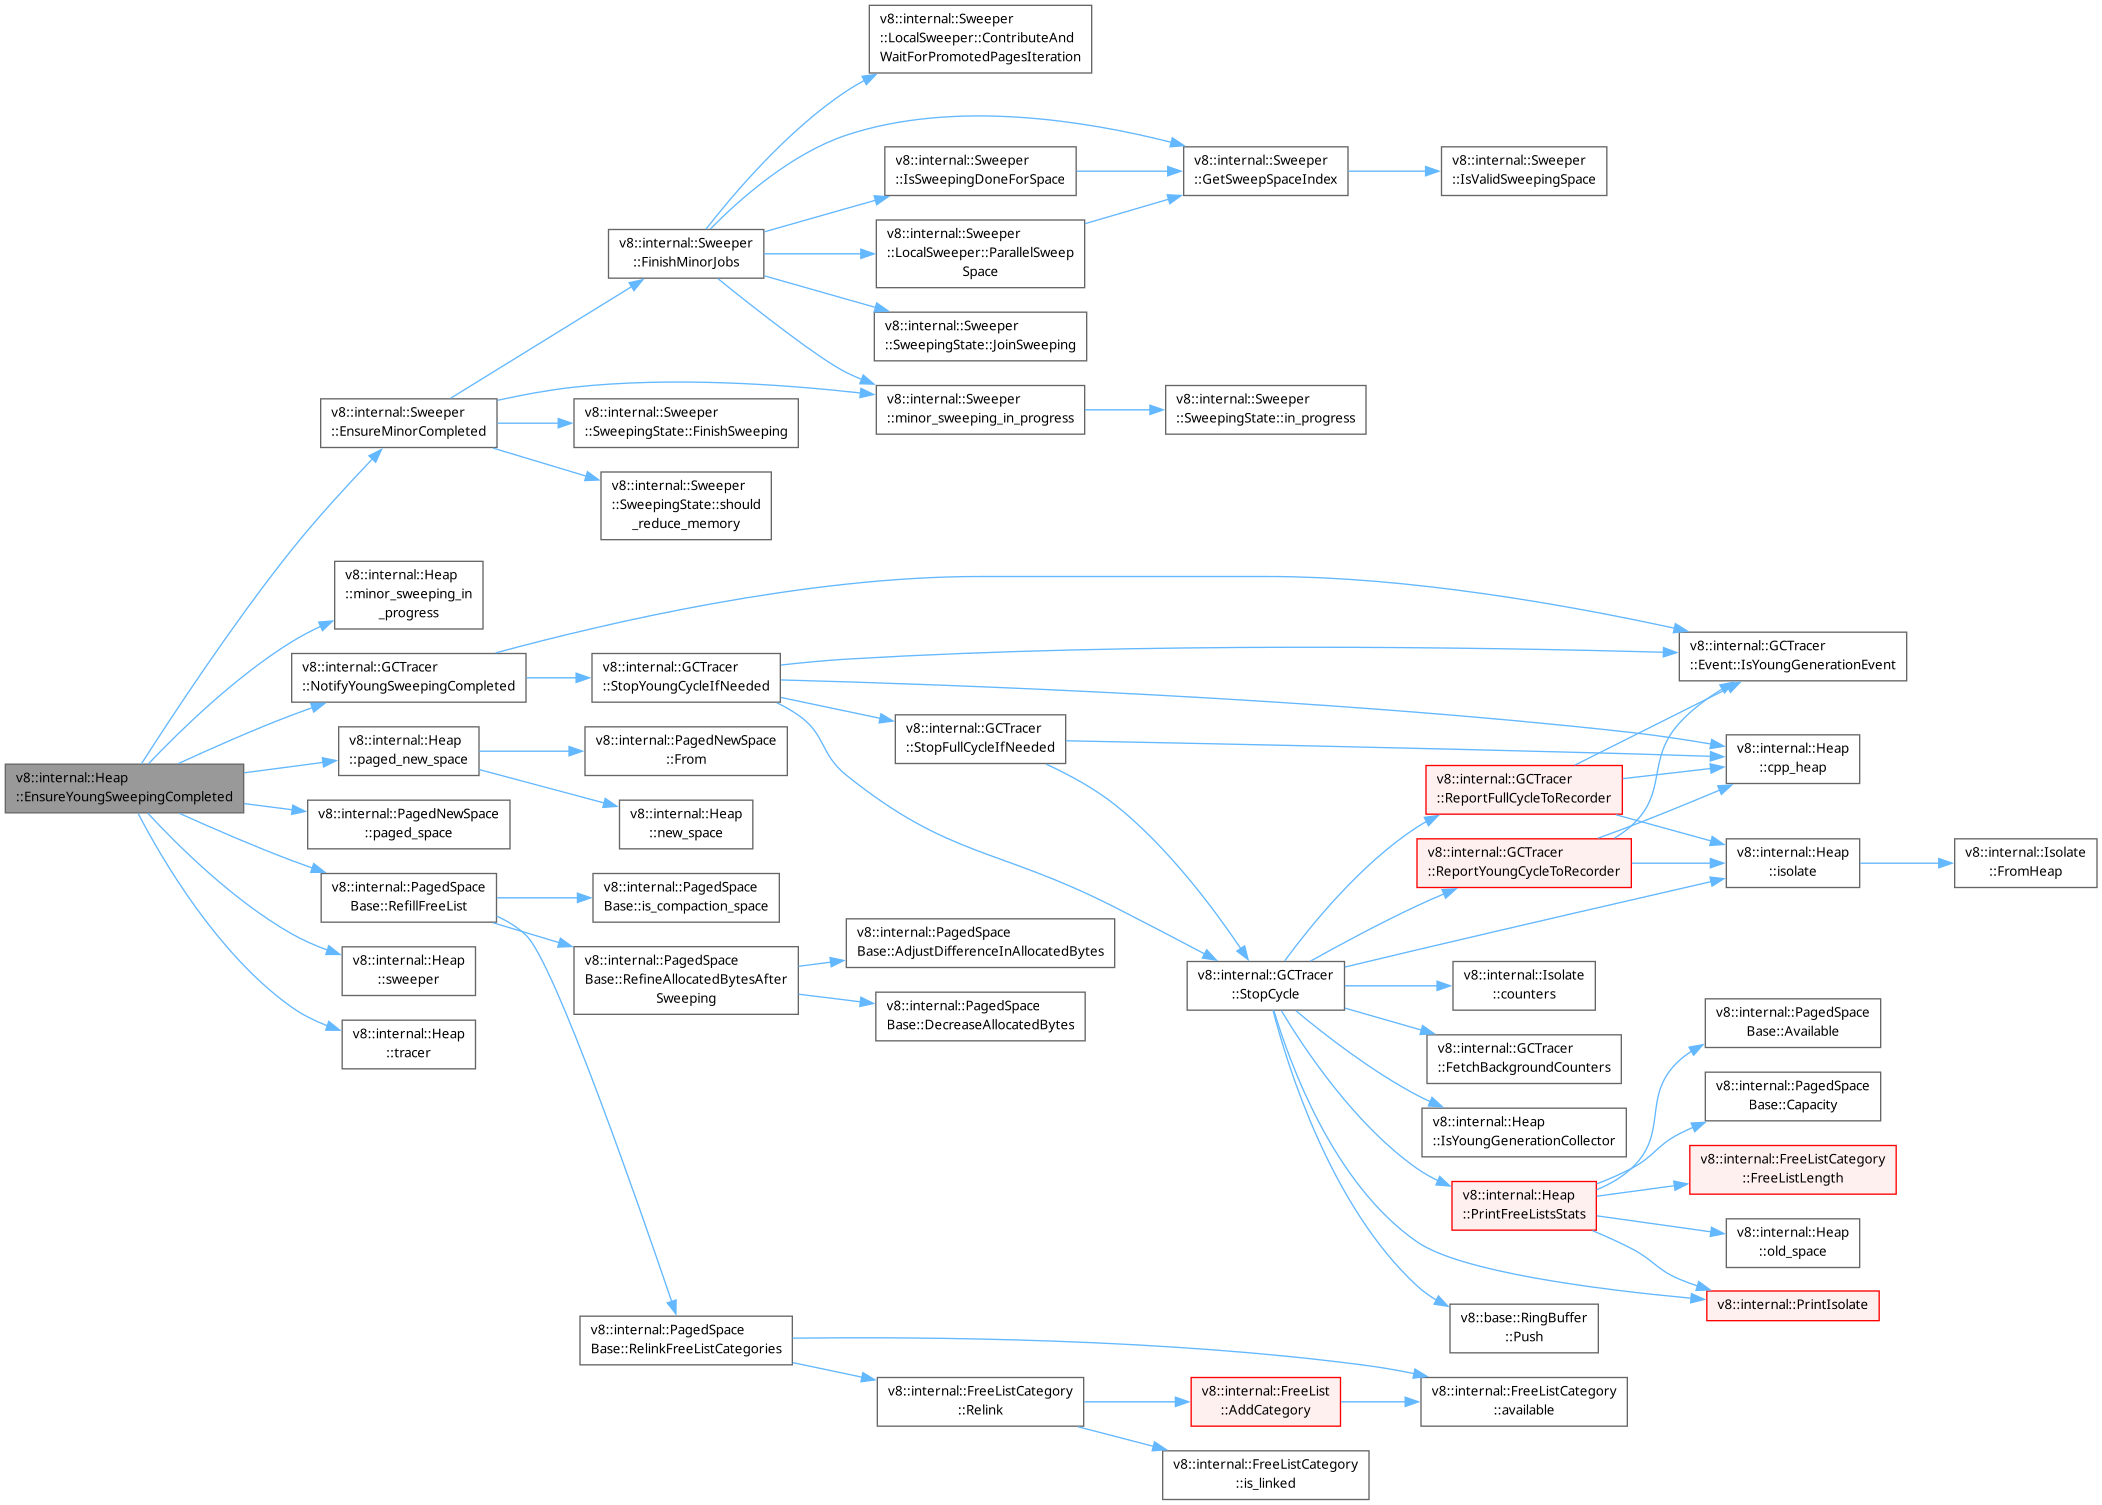 v8::internal::Heap
::EnsureYoungSweepingCompleted
v8::internal::Sweeper
::EnsureMinorCompleted
v8::internal::Heap
::minor_sweeping_in
_progress
v8::internal::GCTracer
::NotifyYoungSweepingCompleted
v8::internal::Heap
::paged_new_space
v8::internal::PagedNewSpace
::paged_space
v8::internal::PagedSpace
Base::RefillFreeList
v8::internal::Heap
::sweeper
v8::internal::Heap
::tracer
v8::internal::Sweeper
::FinishMinorJobs
v8::internal::Sweeper
::SweepingState::FinishSweeping
v8::internal::Sweeper
::SweepingState::should
_reduce_memory
v8::internal::GCTracer
::StopYoungCycleIfNeeded
v8::internal::PagedNewSpace
::From
v8::internal::Heap
::new_space
v8::internal::PagedSpace
Base::is_compaction_space
v8::internal::PagedSpace
Base::RefineAllocatedBytesAfter
Sweeping
v8::internal::PagedSpace
Base::RelinkFreeListCategories
v8::internal::Sweeper
::LocalSweeper::ContributeAnd
WaitForPromotedPagesIteration
v8::internal::Sweeper
::IsSweepingDoneForSpace
v8::internal::Sweeper
::LocalSweeper::ParallelSweep
Space
v8::internal::Sweeper
::SweepingState::JoinSweeping
v8::internal::Sweeper
::minor_sweeping_in_progress
v8::internal::GCTracer
::StopFullCycleIfNeeded
v8::internal::PagedSpace
Base::AdjustDifferenceInAllocatedBytes
v8::internal::PagedSpace
Base::DecreaseAllocatedBytes
v8::internal::FreeListCategory
::Relink
v8::internal::Sweeper
::GetSweepSpaceIndex
v8::internal::Sweeper
::SweepingState::in_progress
v8::internal::GCTracer
::StopCycle
v8::internal::FreeList
::AddCategory
v8::internal::FreeListCategory
::is_linked
v8::internal::Sweeper
::IsValidSweepingSpace
v8::internal::GCTracer
::ReportFullCycleToRecorder
v8::internal::GCTracer
::ReportYoungCycleToRecorder
v8::internal::Isolate
::counters
v8::internal::GCTracer
::FetchBackgroundCounters
v8::internal::Heap
::IsYoungGenerationCollector
v8::internal::Heap
::PrintFreeListsStats
v8::base::RingBuffer
::Push
v8::internal::FreeListCategory
::available
v8::internal::GCTracer
::Event::IsYoungGenerationEvent
v8::internal::Heap
::cpp_heap
v8::internal::Heap
::isolate
v8::internal::PagedSpace
Base::Available
v8::internal::PagedSpace
Base::Capacity
v8::internal::FreeListCategory
::FreeListLength
v8::internal::Heap
::old_space
v8::internal::PrintIsolate
v8::internal::Isolate
::FromHeap